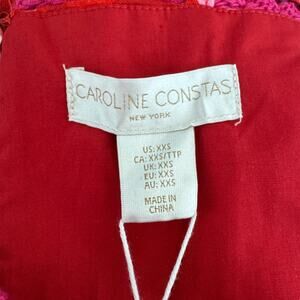 CAROLINE CONSTAS
NEW YORK
US: XXS
CA: XXS/TTP
UK: XXS
EU: XXS
AU: XXS
MADE IN
CHINA